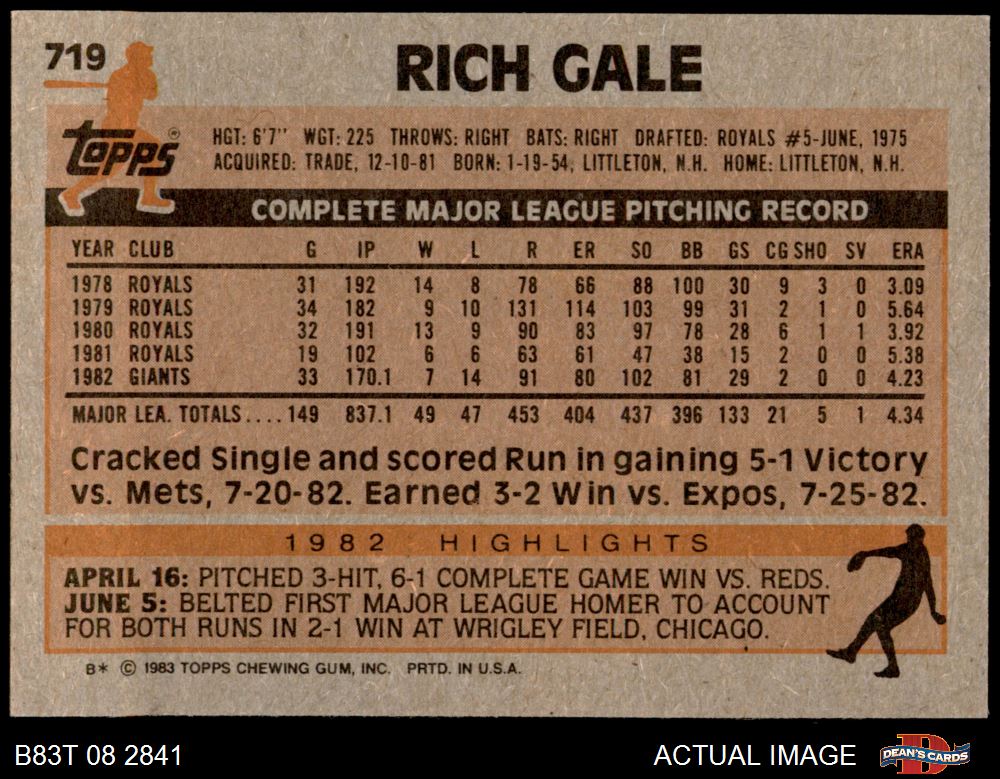 719
RICH GALE
topps®
HGT: 6'7" WGT: 225 THROWS: RIGHT BATS: RIGHT DRAFTED: ROYALS #5-JUNE, 1975
ACQUIRED: TRADE, 12-10-81 BORN: 1-19-54, LITTLETON, N.H. HOME: LITTLETON, N.H.
COMPLETE MAJOR LEAGUE PITCHING RECORD
YEAR CLUB G IP W L R ER SO BB GS CG SHO SV ERA
1978 ROYALS 31 192 14 8 78 66 88 100 30 9 3 0 3.09
1979 ROYALS 34 182 9 10 131 114 103 99 31 2 1 0 5.64
1980 ROYALS 32 191 13 9 90 83 97 78 28 6 1 1 3.92
1981 ROYALS 19 102 6 6 63 61 47 38 15 2 0 0 5.38
1982 GIANTS 33 170.1 7 14 91 80 102 81 29 2 0 0 4.23
MAJOR LEA. TOTALS.... 149 837.1 49 47 453 404 437 396 133 21 5 1 4.34
Cracked Single and scored Run in gaining 5-1 Victory
vs. Mets, 7-20-82. Earned 3-2 Win vs. Expos, 7-25-82.
1982 HIGHLIGHTS
APRIL 16: PITCHED 3-HIT, 6-1 COMPLETE GAME WIN VS. REDS.
JUNE 5: BELTED FIRST MAJOR LEAGUE HOMER TO ACCOUNT
FOR BOTH RUNS IN 2-1 WIN AT WRIGLEY FIELD, CHICAGO.
B* © 1983 TOPPS CHEWING GUM, INC. PRTD. IN U.S.A.
B83T 08 2841
ACTUAL IMAGE
D
DEAN'S CARDS